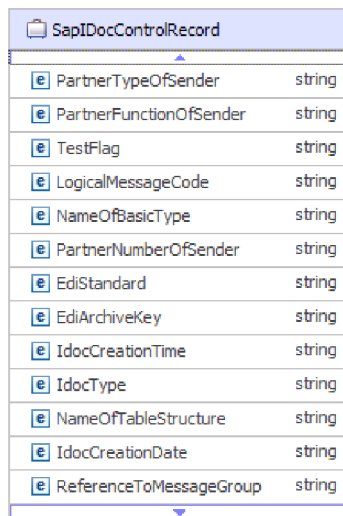 SapIDocControlRecord
e PartnerTypeOfSender string
e PartnerFunctionOfSender string
e TestFlag string
e LogicalMessageCode string
e NameOfBasicType string
e PartnerNumberOfSender string
e EdiStandard string
e EdiArchiveKey string
e IdocCreationTime string
e IdocType string
e NameOfTableStructure string
e IdocCreationDate string
e ReferenceToMessageGroup string